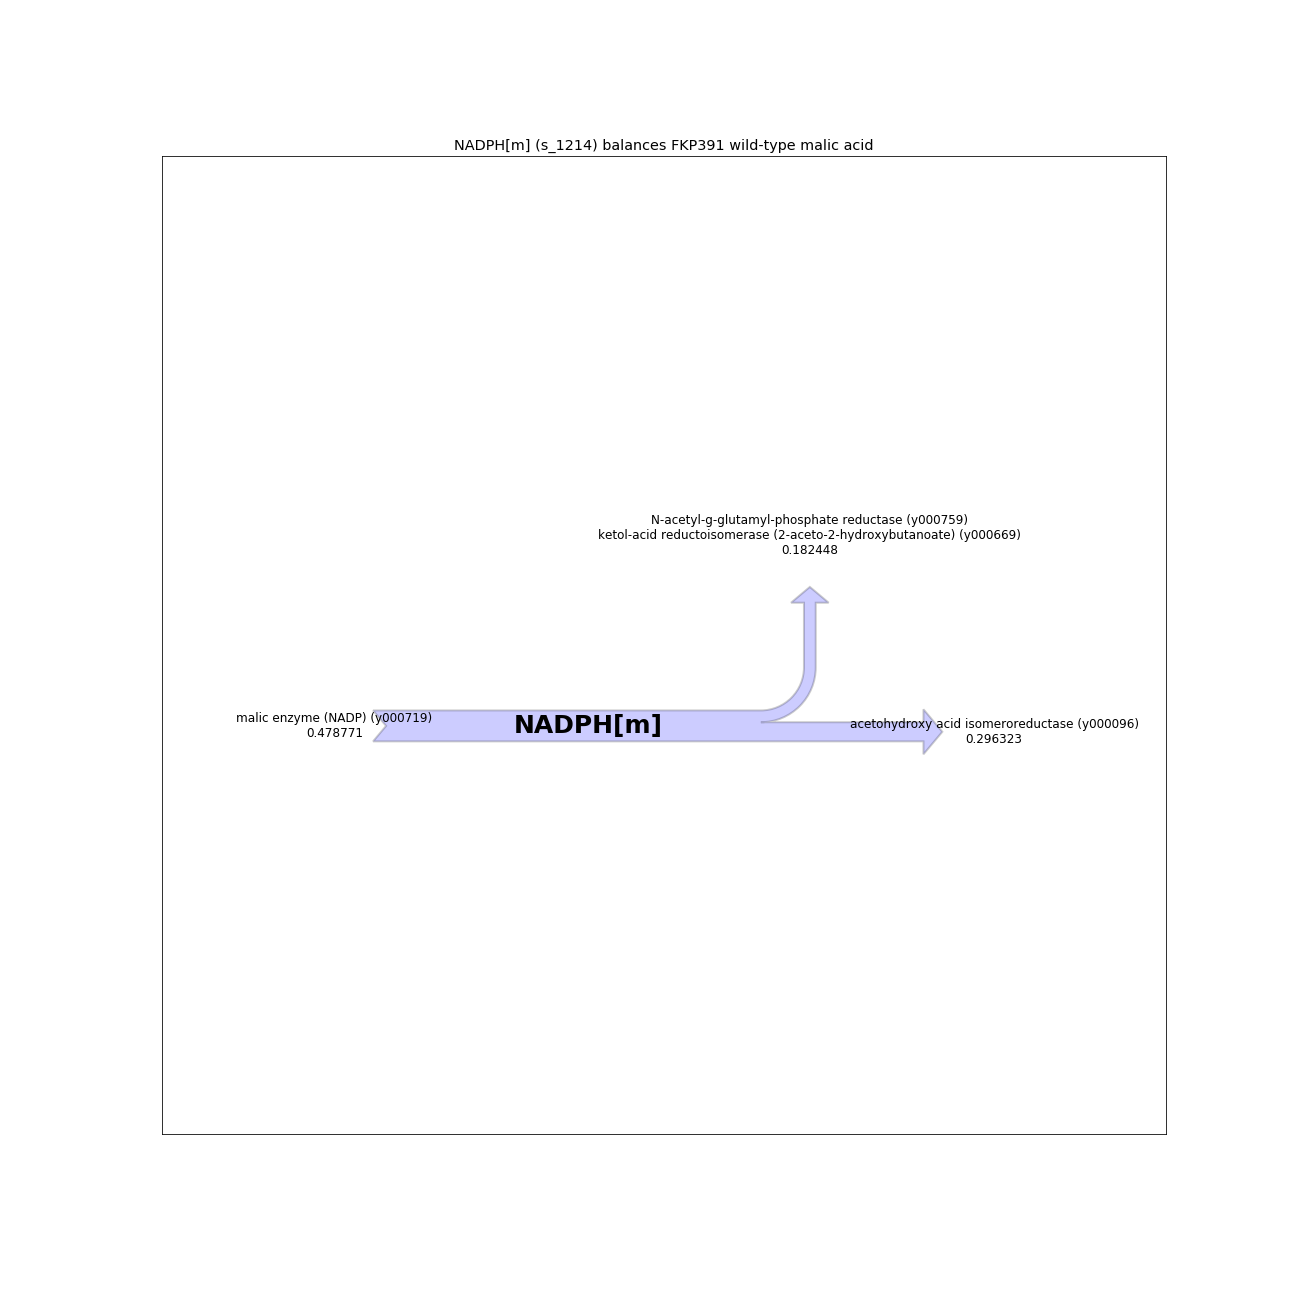 NADPH[m] (s_1214) balances FKP391 wild-type malic acid
N-acetyl-g-glutamyl-phosphate reductase (y000759)
ketol-acid reductoisomerase (2-aceto-2-hydroxybutanoate) (y000669)
0.182448
malic enzyme (NADP) (y000719)
0.478771
NADPH[m]
acetohydroxy acid isomeroreductase (y000096)
0.296323